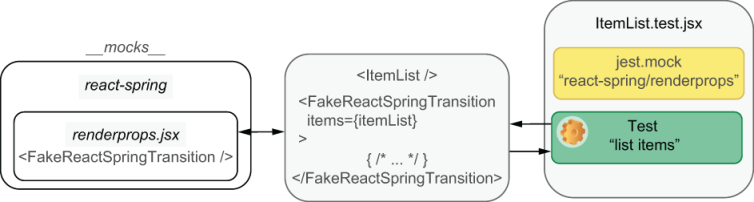 __mocks__
react-spring
renderprops.jsx
<FakeReactSpringTransition />
<ItemList />
<FakeReactSpringTransition
items={itemList}
>
{ /* ... */ }
</FakeReactSpringTransition>
ItemList.test.jsx
jest.mock
“react-spring/renderprops”
Test
“list items”